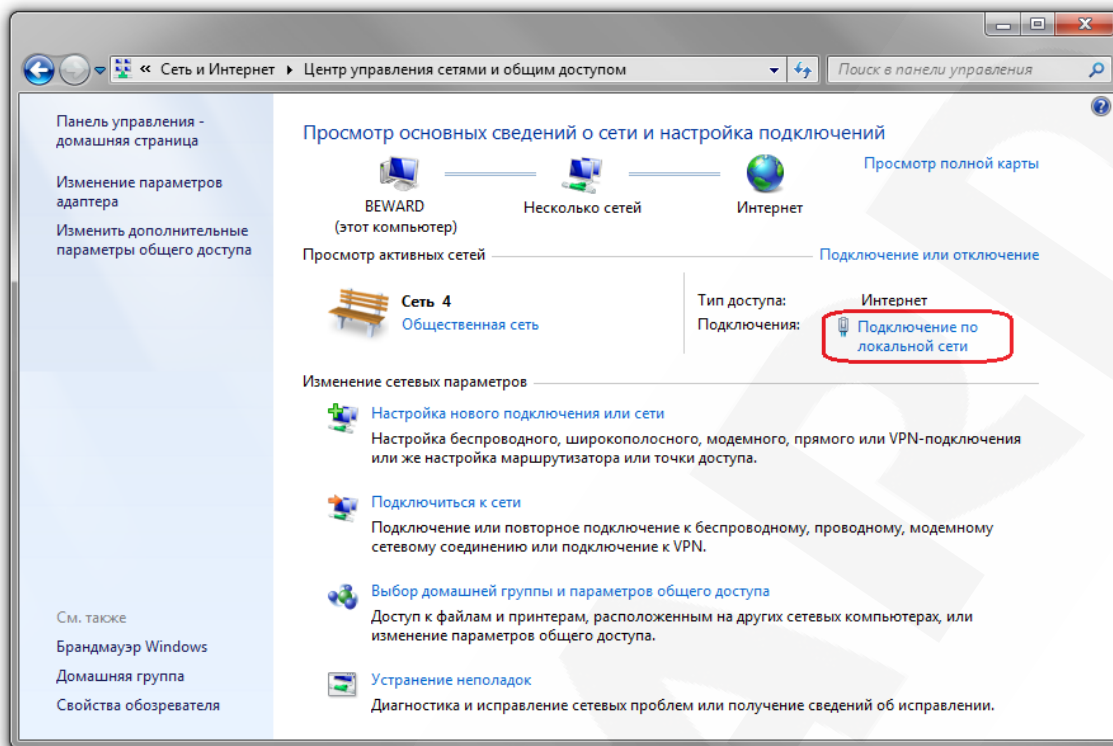 « Сеть и Интернет ▸ Центр управления сетями и общим доступом
Поиск в панели управления
Панель управления -
домашняя страница
Изменение параметров
адаптера
Изменить дополнительные
параметры общего доступа
См. также
Брандмауэр Windows
Домашняя группа
Свойства обозревателя
Просмотр основных сведений о сети и настройка подключений
Просмотр полной карты
BEWARD
(этот компьютер)
Несколько сетей
Интернет
Просмотр активных сетей
Подключение или отключение
Сеть 4
Общественная сеть
Тип доступа: Интернет
Подключения: Подключение по
локальной сети
Изменение сетевых параметров
Настройка нового подключения или сети
Настройка беспроводного, широкополосного, модемного, прямого или VPN-подключения
или же настройка маршрутизатора или точки доступа.
Подключиться к сети
Подключение или повторное подключение к беспроводному, проводному, модемному
сетевому соединению или подключение к VPN.
Выбор домашней группы и параметров общего доступа
Доступ к файлам и принтерам, расположенным на других сетевых компьютерах, или
изменение параметров общего доступа.
Устранение неполадок
Диагностика и исправление сетевых проблем или получение сведений об исправлении.